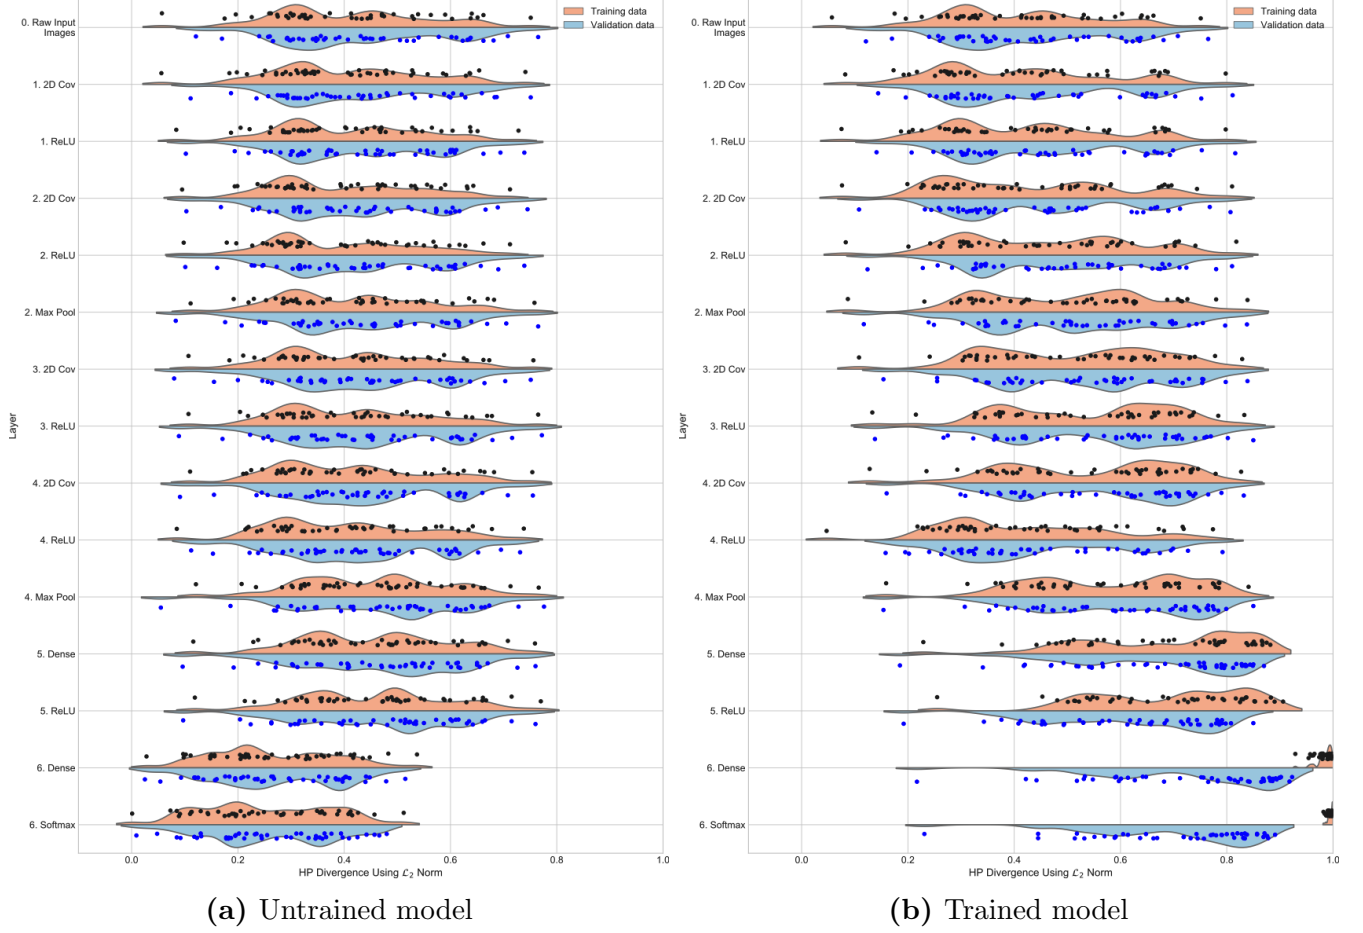 Training data
Validation data
0. Raw Input
Images
1. 2D Cov
1. ReLU
2. 2D Cov
2. ReLU
2. Max Pool
3. 2D Cov
3. ReLU
4. 2D Cov
4. ReLU
4. Max Pool
5. Dense
5. ReLU
6. Dense
6. Softmax
Layer
0.0 0.2 0.4 0.6 0.8 1.0
HP Divergence Using ℒ₂ Norm
(a) Untrained model
Training data
Validation data
0. Raw Input
Images
1. 2D Cov
1. ReLU
2. 2D Cov
2. ReLU
2. Max Pool
3. 2D Cov
3. ReLU
4. 2D Cov
4. ReLU
4. Max Pool
5. Dense
5. ReLU
6. Dense
6. Softmax
Layer
0.0 0.2 0.4 0.6 0.8 1.0
HP Divergence Using ℒ₂ Norm
(b) Trained model